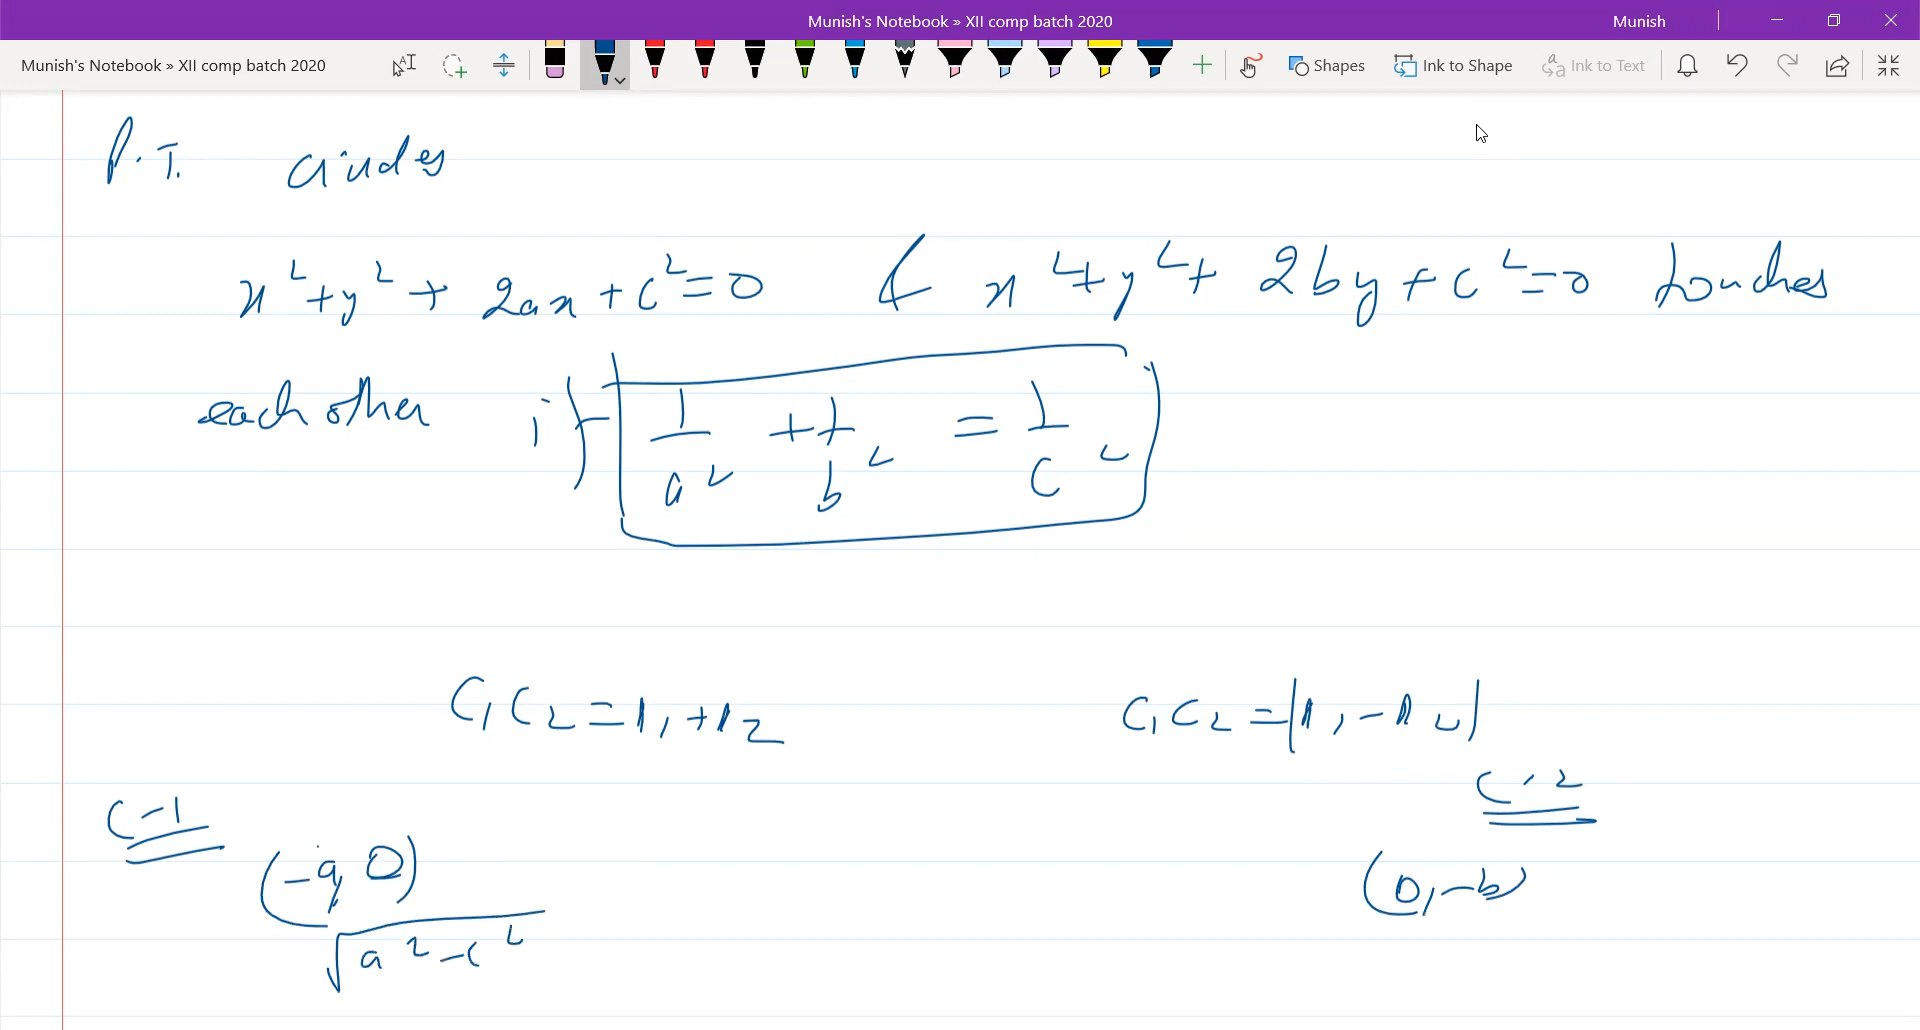 Munish's Notebook » XII comp batch 2020 Munish
Munish's Notebook » XII comp batch 2020 Shapes Ink to Shape Ink to Text
P.T. circles
x²+y²+2ax+c²=0 & x²+y²+2by+c²=0 touches
each other if 1/a² + 1/b² = 1/c²
C₁C₂=r₁+r₂ C₁C₂=|r₁-r₂|
C-1 C-2
(-a, 0) (0,-b)
√a²-c²